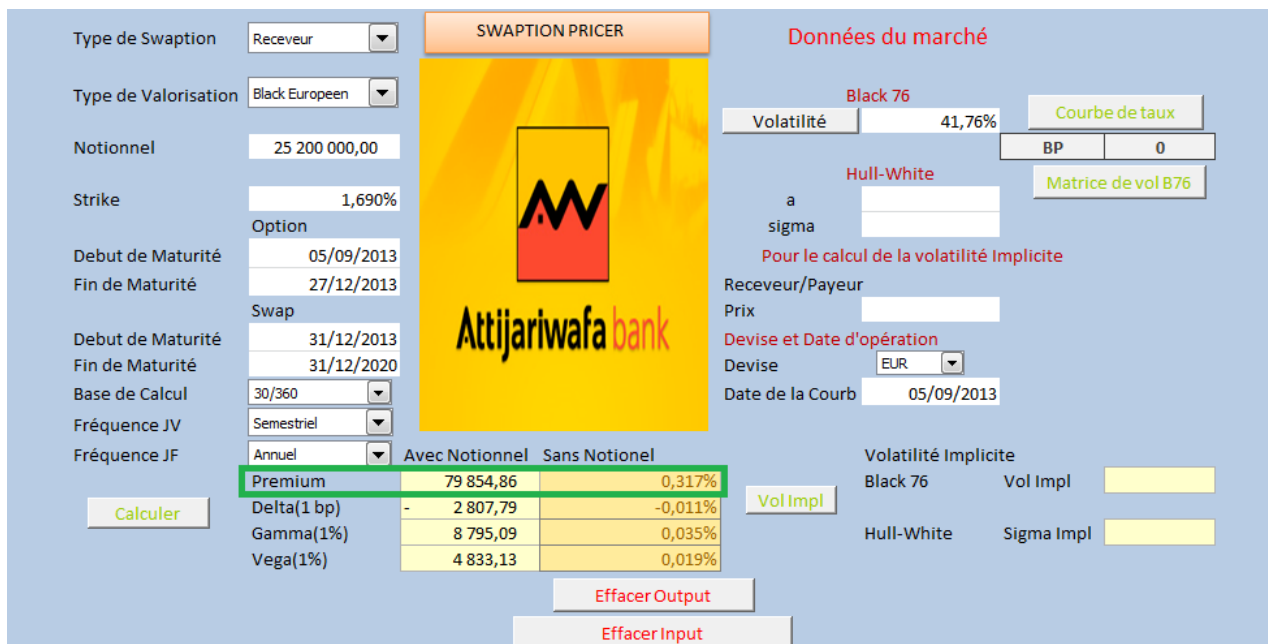 SWAPTION PRICER
Type de Swaption Receveur
Type de Valorisation Black Europeen
Notionnel 25 200 000,00
Strike 1,690%
Option
Debut de Maturité 05/09/2013
Fin de Maturité 27/12/2013
Swap
Debut de Maturité 31/12/2013
Fin de Maturité 31/12/2020
Base de Calcul 30/360
Fréquence JV Semestriel
Fréquence JF Annuel
Attijariwafa bank
Données du marché
Black 76
Volatilité 41,76%
Courbe de taux
BP 0
Matrice de vol B76
Hull-White
a
sigma
Pour le calcul de la volatilité Implicite
Receveur/Payeur
Prix
Devise et Date d'opération
Devise EUR
Date de la Courb 05/09/2013
Avec Notionnel Sans Notionel
Premium 79 854,86 0,317%
Delta(1 bp) - 2 807,79 -0,011%
Gamma(1%) 8 795,09 0,035%
Vega(1%) 4 833,13 0,019%
Calculer
Volatilité Implicite
Black 76 Vol Impl
Vol Impl
Hull-White Sigma Impl
Effacer Output
Effacer Input